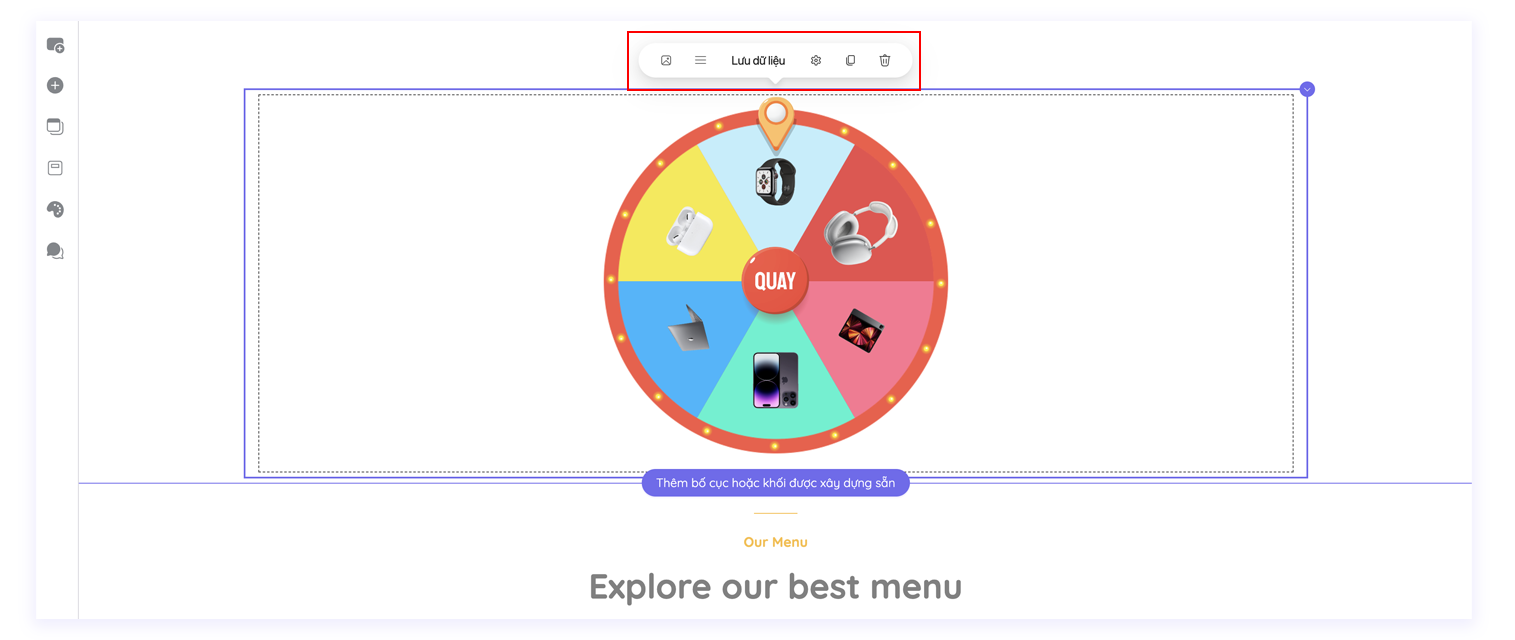 Lưu dữ liệu
QUAY
Thêm bố cục hoặc khối được xây dựng sẵn
Our Menu
Explore our best menu